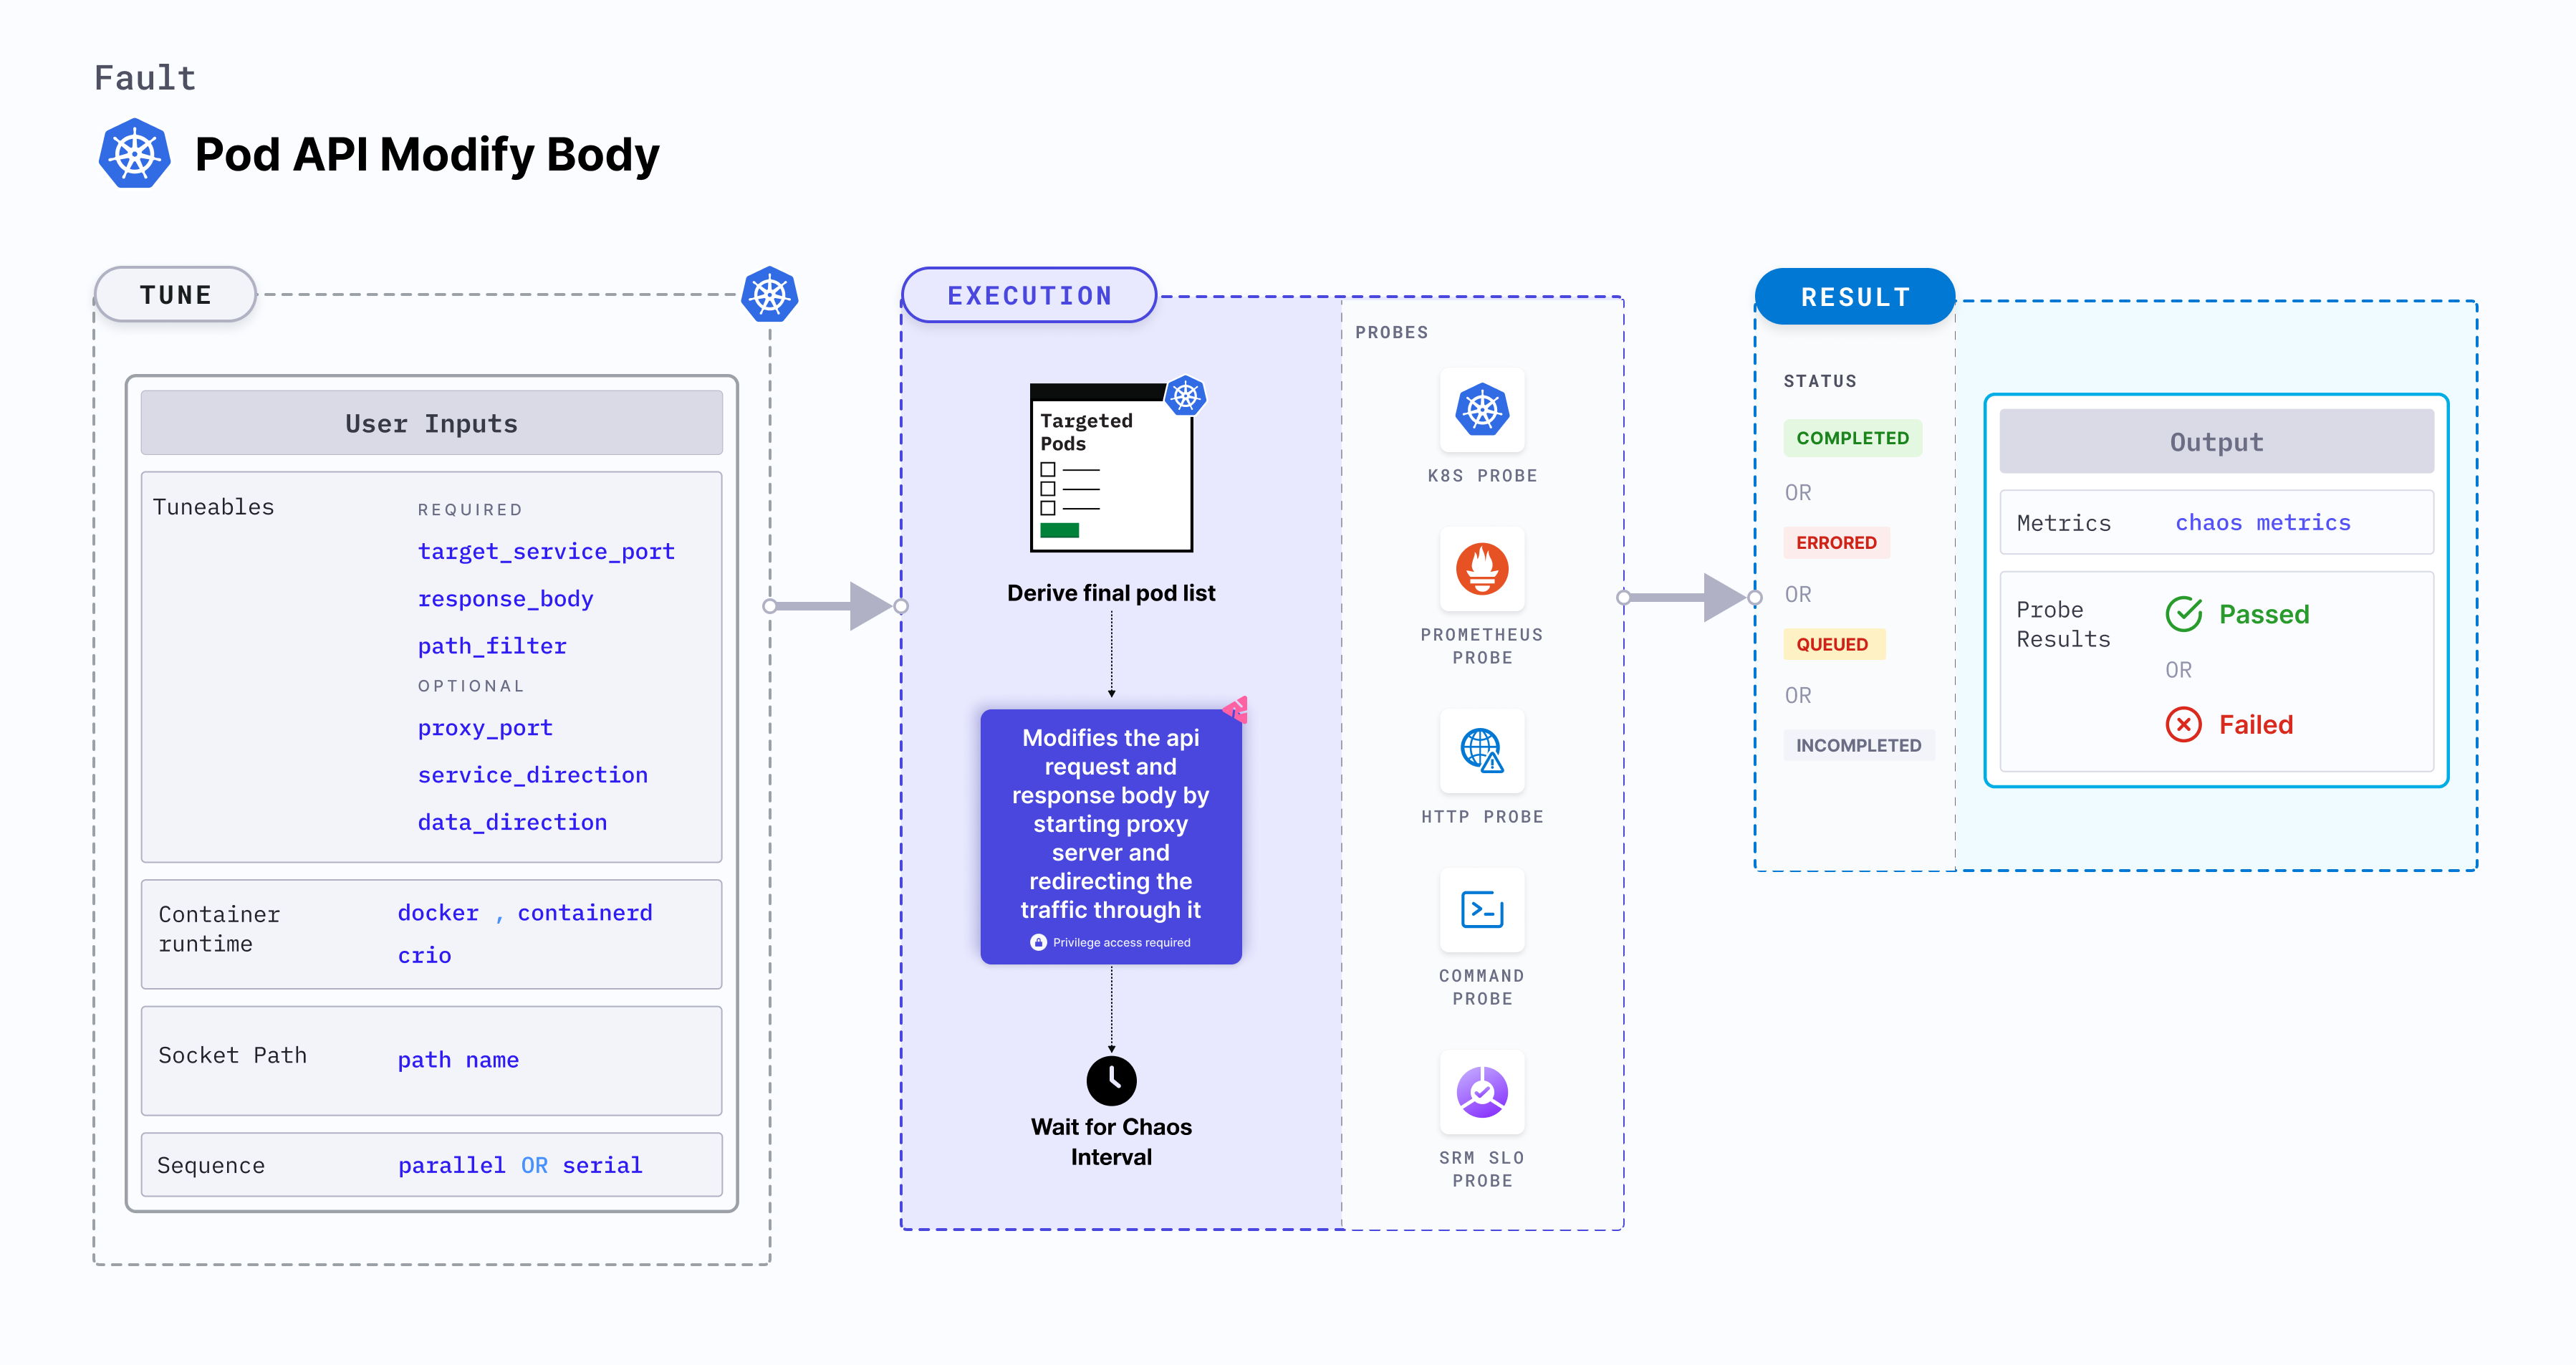 Fault
Pod API Modify Body
TUNE
User Inputs
Tuneables
REQUIRED
target_service_port
response_body
path_filter
OPTIONAL
proxy_port
service_direction
data_direction
Container
runtime
docker , containerd
crio
Socket Path
path name
Sequence
parallel OR serial
EXECUTION
Targeted
Pods
Derive final pod list
Modifies the api
request and
response body by
starting proxy
server and
redirecting the
traffic through it
Privilege access required
Wait for Chaos
Interval
PROBES
K8S PROBE
PROMETHEUS
PROBE
HTTP PROBE
COMMAND
PROBE
SRM SLO
PROBE
RESULT
STATUS
COMPLETED
OR
ERRORED
OR
QUEUED
OR
INCOMPLETED
Output
Metrics
chaos metrics
Probe
Results
Passed
OR
Failed